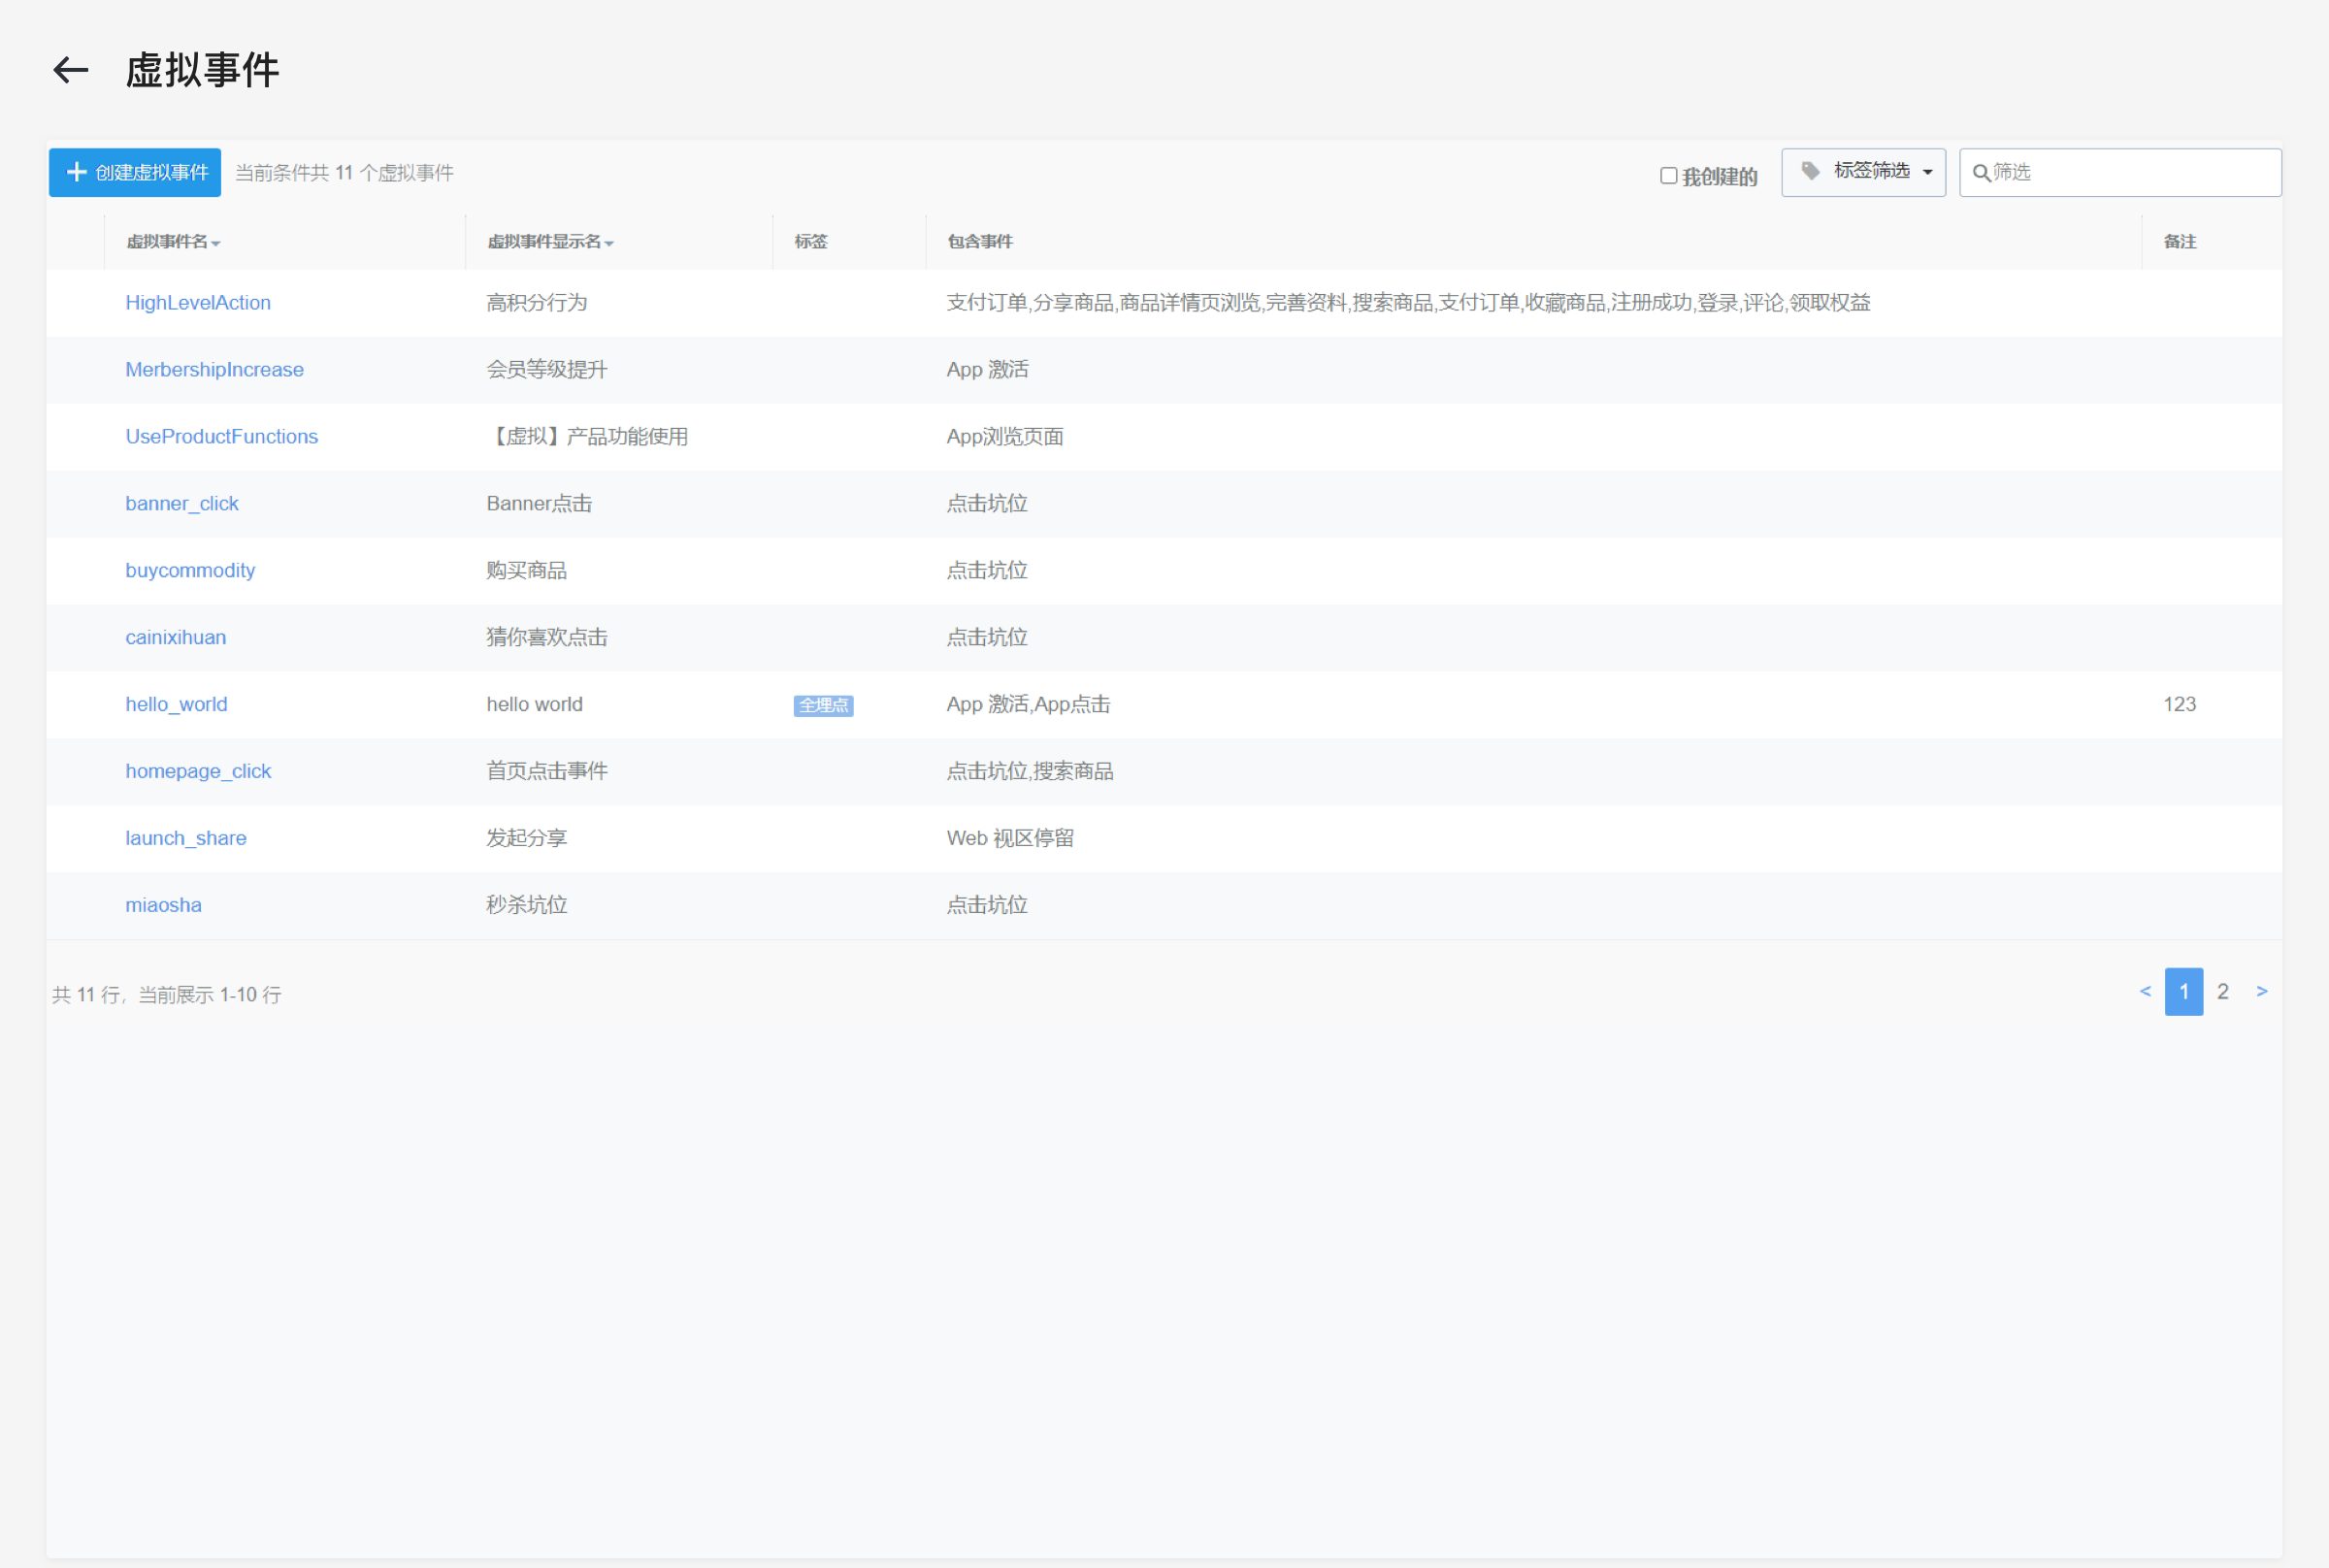 虚拟事件
创建虚拟事件 当前条件共 11 个虚拟事件 我创建的 标签筛选 筛选
虚拟事件名 虚拟事件显示名 标签 包含事件 备注
HighLevelAction 高积分行为 支付订单,分享商品,商品详情页浏览,完善资料,搜索商品,支付订单,收藏商品,注册成功,登录,评论,领取权益
MerbershipIncrease 会员等级提升 App 激活
UseProductFunctions 【虚拟】产品功能使用 App浏览页面
banner_click Banner点击 点击坑位
buycommodity 购买商品 点击坑位
cainixihuan 猜你喜欢点击 点击坑位
hello_world hello world 全埋点 App 激活,App点击 123
homepage_click 首页点击事件 点击坑位,搜索商品
launch_share 发起分享 Web 视区停留
miaosha 秒杀坑位 点击坑位
共 11 行，当前展示 1-10 行 < 1 2 >